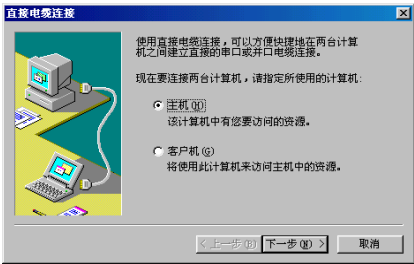 直接电缆连接
使用直接电缆连接，可以方便快捷地在两台计算
机之间建立直接的串口或并口电缆连接。
现在要连接两台计算机，请指定所使用的计算机:
主机(H)
该计算机中有您要访问的资源。
客户机(G)
将使用此计算机来访问主机中的资源。
< 上一步(B) 下一步(N) > 取消